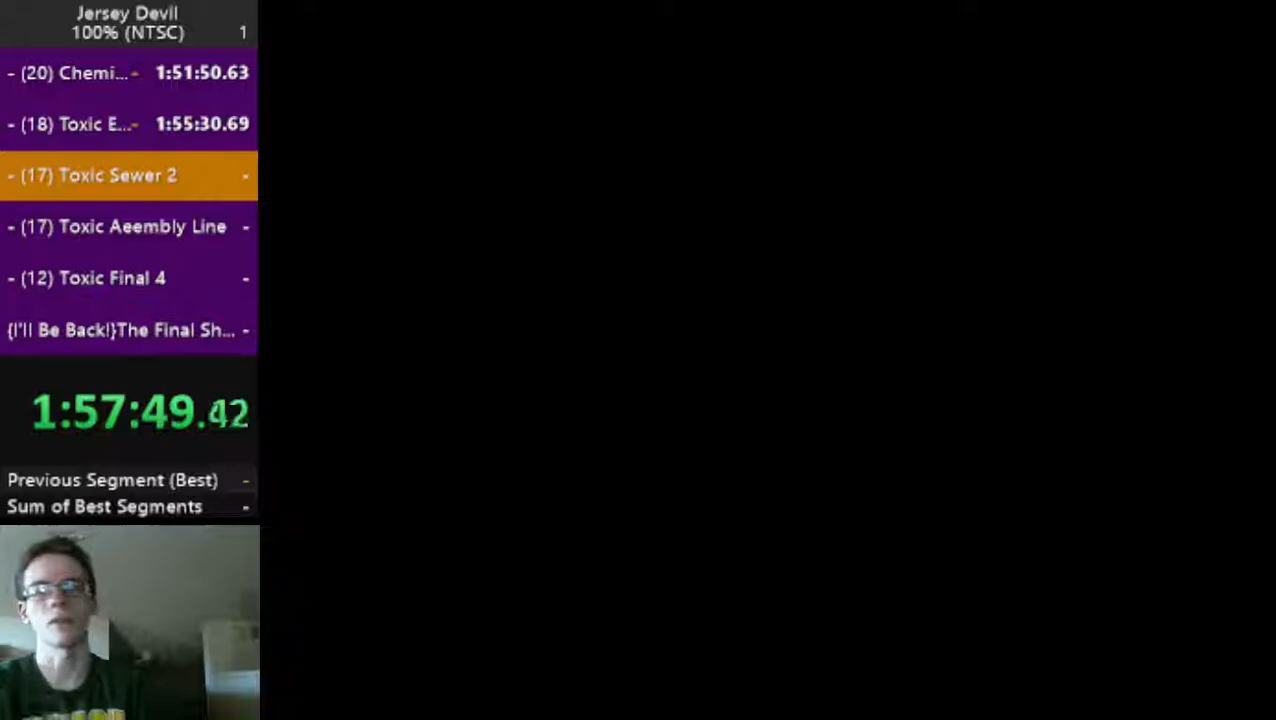 Jersey Devil
100% (NTSC) 1
- (20) Chemi... - 1:51:50.63
- (18) Toxic E... - 1:55:30.69
- (17) Toxic Sewer 2 -
- (17) Toxic Aeembly Line -
- (12) Toxic Final 4 -
{I'll Be Back!}The Final Sh... -
1:57:49.42
Previous Segment (Best) -
Sum of Best Segments -